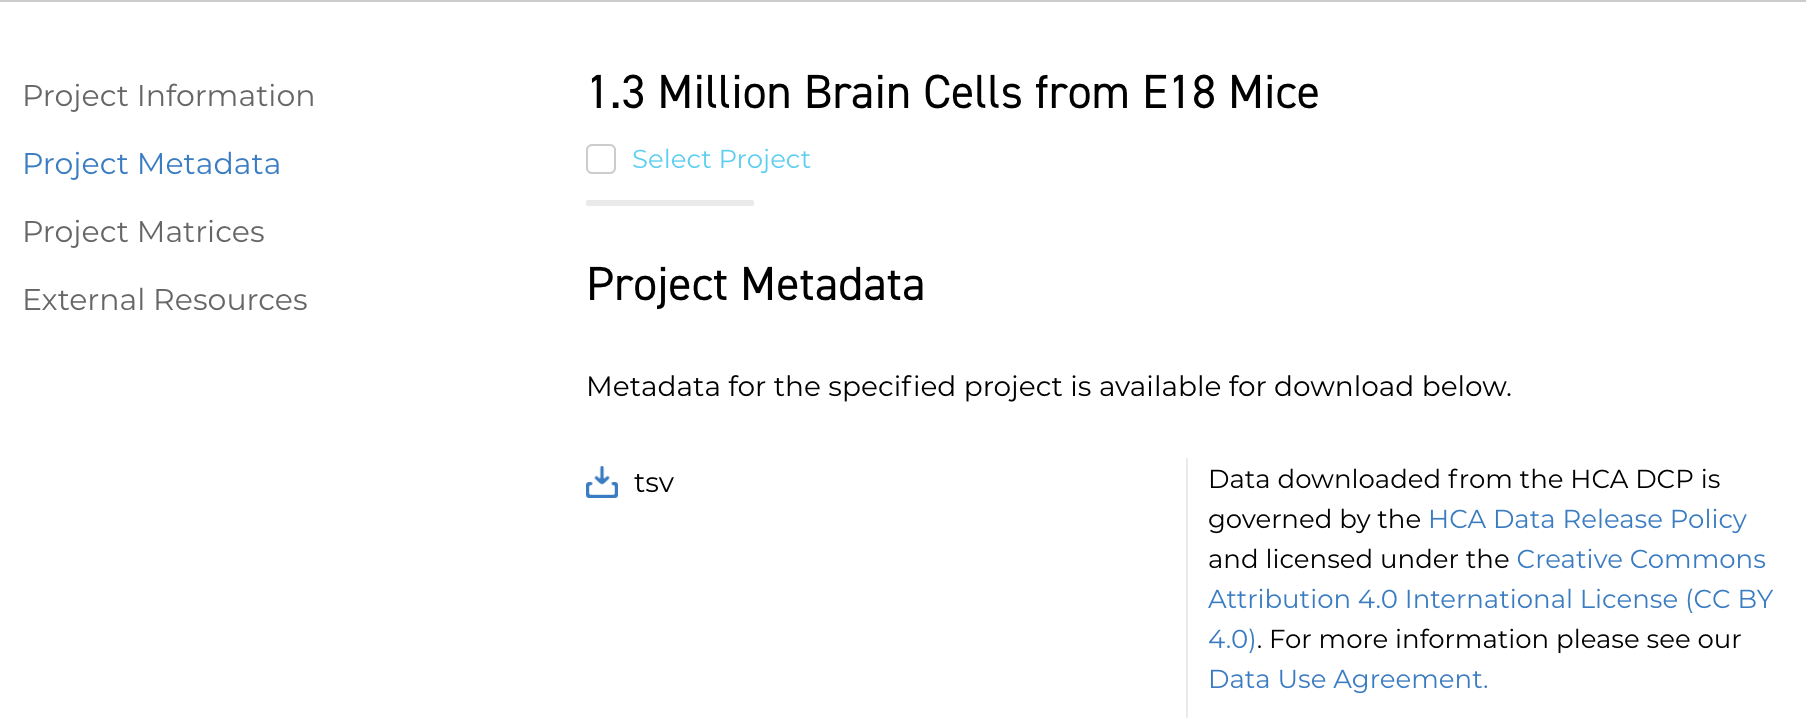 Project Information
Project Metadata
Project Matrices
External Resources
1.3 Million Brain Cells from E18 Mice
Select Project
Project Metadata
Metadata for the specified project is available for download below.
tsv
Data downloaded from the HCA DCP is
governed by the HCA Data Release Policy
and licensed under the Creative Commons
Attribution 4.0 International License (CC BY
4.0). For more information please see our
Data Use Agreement.